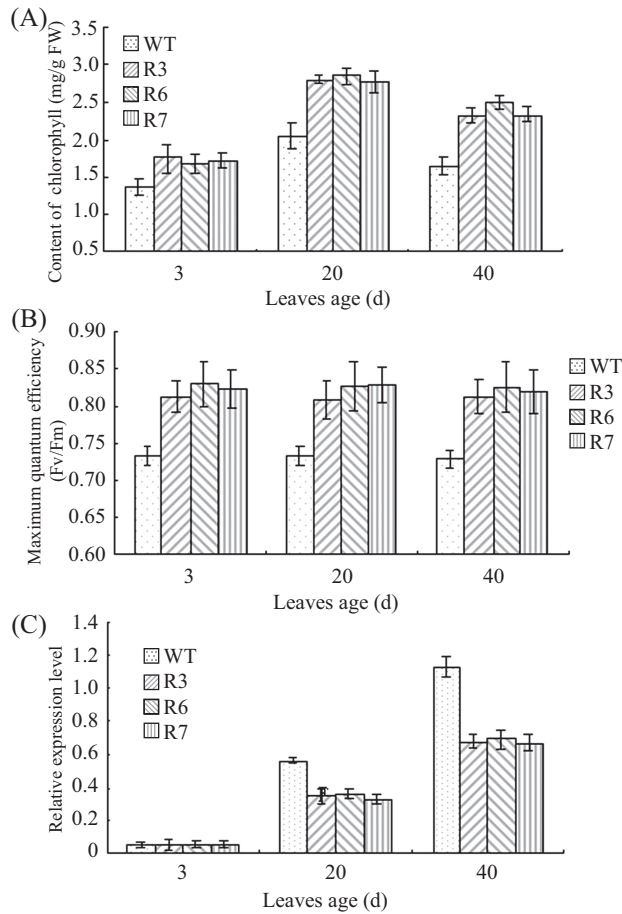 (A)
Content of chlorophyll (mg/g FW)
3.5
3.0
2.5
2.0
1.5
1.0
0.5
WT
R3
R6
R7
3 20 40
Leaves age (d)
(B)
Maximum quantum efficiency
(Fv/Fm)
0.90
0.85
0.80
0.75
0.70
0.65
0.60
WT
R3
R6
R7
3 20 40
Leaves age (d)
(C)
Relative expression level
1.4
1.2
1.0
0.8
0.6
0.4
0.2
0
WT
R3
R6
R7
3 20 40
Leaves age (d)